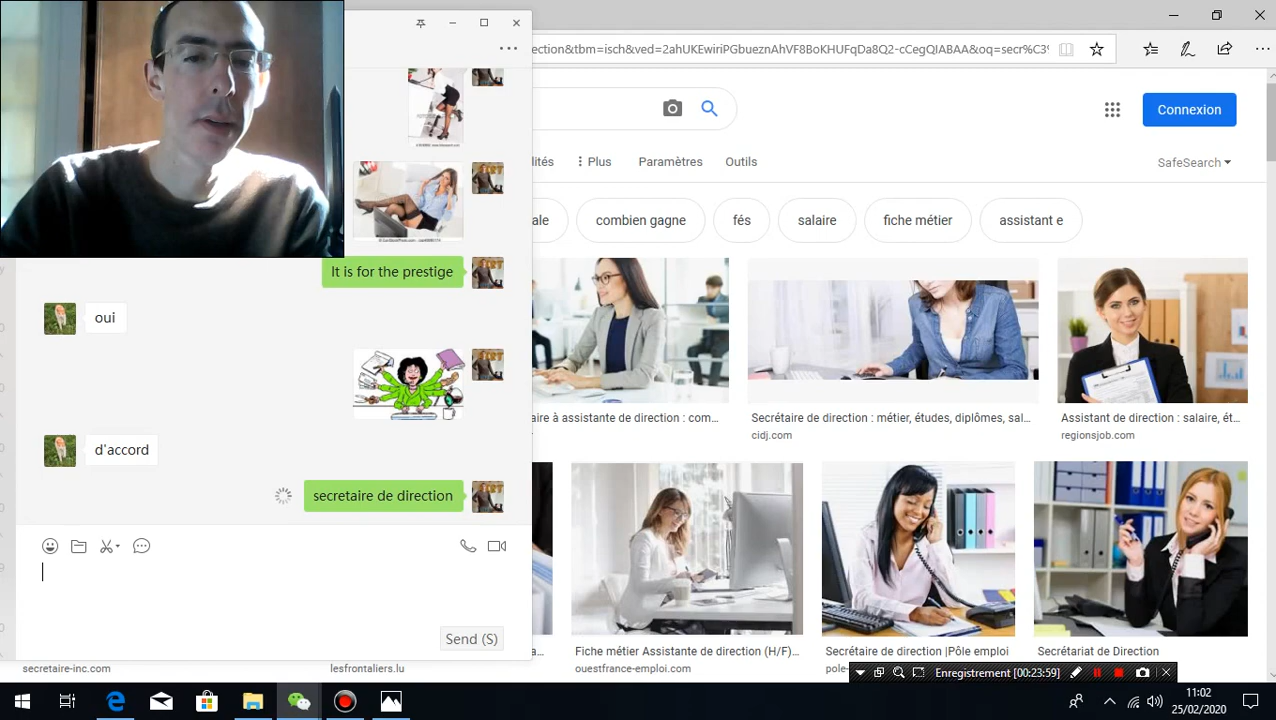 ection&tbm=isch&ved=2ahUKEwiriPGbueznAhVF8BoKHUFqDa8Q2-cCegQIABAA&oq=secr%C3%
Connexion
lités
Plus
Paramètres
Outils
SafeSearch
ale
combien gagne
fés
salaire
fiche métier
assistant e
It is for the prestige
oui
d'accord
secretaire de direction
Send (S)
aire à assistante de direction : com...
Secretaire de direction : métier, études, diplômes, sal...
cidj.com
Assistant de direction : salaire, ét...
regionsjob.com
Fiche métier Assistant de direction (H/F)...
ouestfrance-emploi.com
Secrétaire de direction |Pôle emploi
pole-
Secrétariat de Direction
secretaire-inc.com
lesfrontaliers.lu
Enregistrement [00:23:59]
11:02
25/02/2020